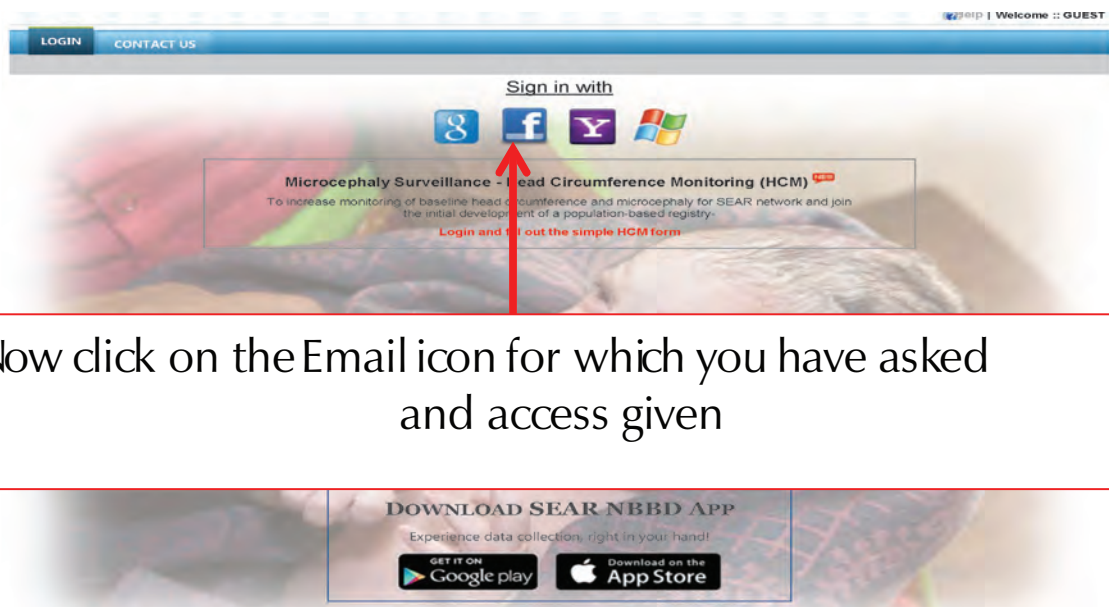 Help | Welcome :: GUEST
LOGIN CONTACT US
Sign in with
8 f Y
Microcephaly Surveillance - Head Circumference Monitoring (HCM) NEW
To increase monitoring of baseline head circumference and microcephaly for SEAR network and join
the initial development of a population-based registry-
Login and fill out the simple HCM form
Now click on the Email icon for which you have asked
and access given
DOWNLOAD SEAR NBBD APP
Experience data collection, right in your hand!
GET IT ON
Google play
Download on the
App Store